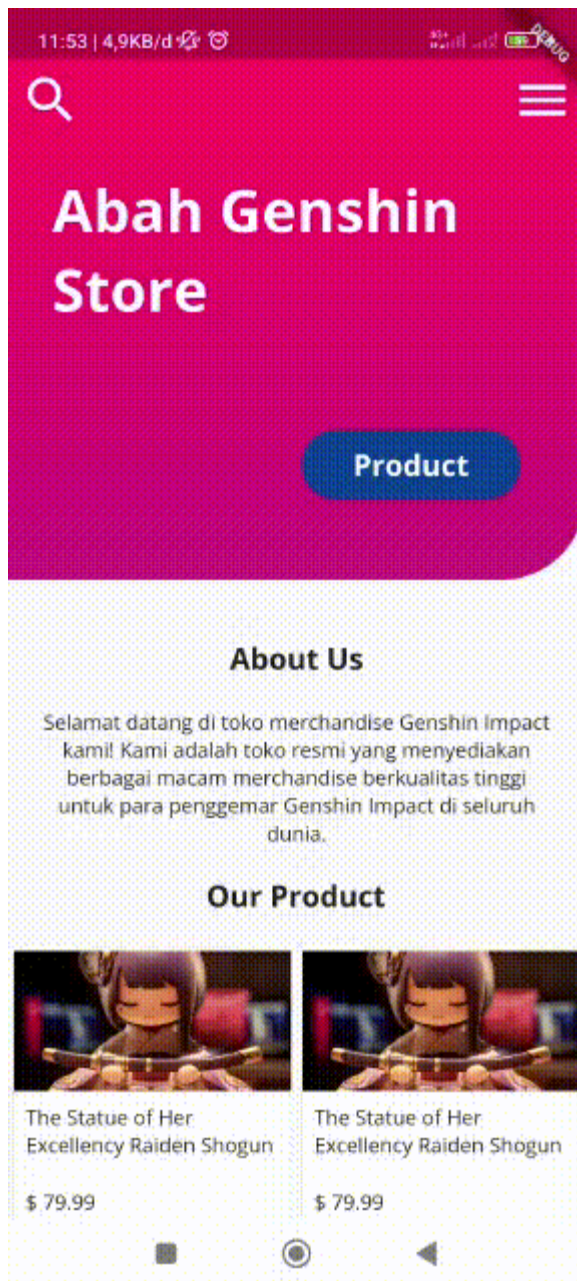 11:53 | 4,9KB/d
DEBUG
Abah Genshin
Store
Product
About Us
Selamat datang di toko merchandise Genshin Impact
kami! Kami adalah toko resmi yang menyediakan
berbagai macam merchandise berkualitas tinggi
untuk para penggemar Genshin Impact di seluruh
dunia.
Our Product
The Statue of Her
Excellency Raiden Shogun
$ 79.99
The Statue of Her
Excellency Raiden Shogun
$ 79.99